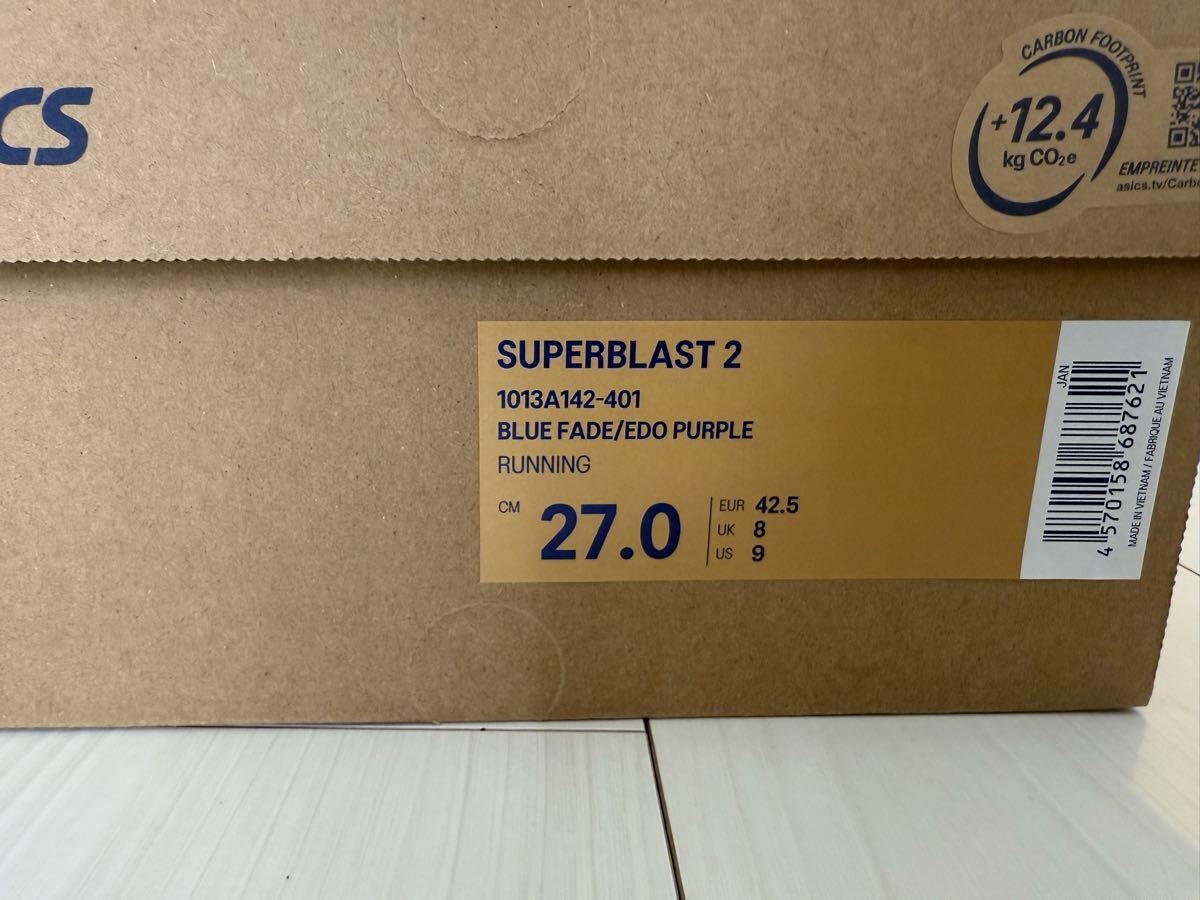 CS
CARBON FOOTPRINT
+12.4
kg CO2e
EMPREINTE
asics.tv/Carbo
SUPERBLAST 2
1013A142-401
BLUE FADE/EDO PURPLE
RUNNING
CM 27.0
EUR 42.5
UK 8
US 9
JAN
4 570158 687621
MADE IN VIETNAM / FABRIQUE AU VIETNAM